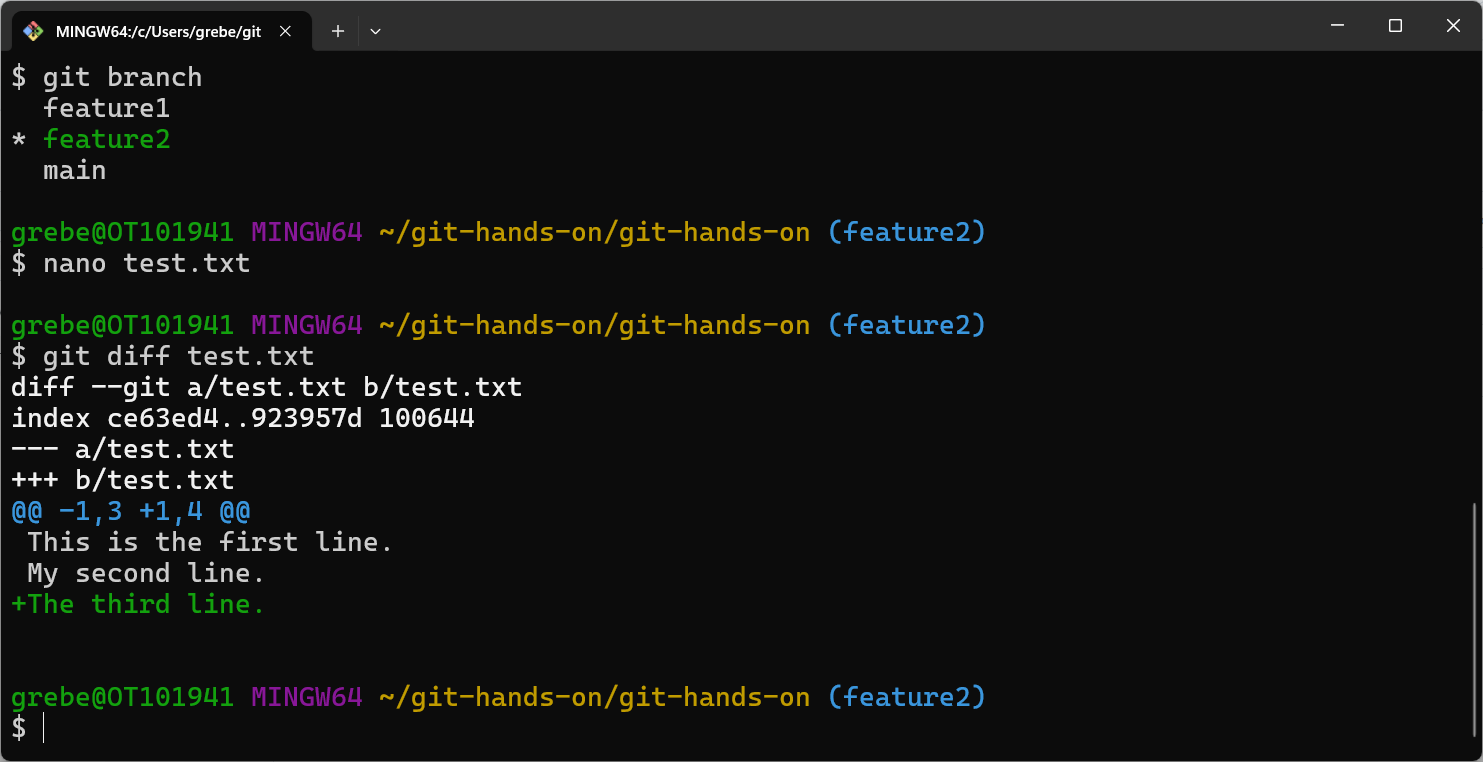 MINGW64:/c/Users/grebe/git
$ git branch
  feature1
* feature2
  main
grebe@OT101941 MINGW64 ~/git-hands-on/git-hands-on (feature2)
$ nano test.txt
grebe@OT101941 MINGW64 ~/git-hands-on/git-hands-on (feature2)
$ git diff test.txt
diff --git a/test.txt b/test.txt
index ce63ed4..923957d 100644
--- a/test.txt
+++ b/test.txt
@@ -1,3 +1,4 @@
 This is the first line.
 My second line.
+The third line.
grebe@OT101941 MINGW64 ~/git-hands-on/git-hands-on (feature2)
$